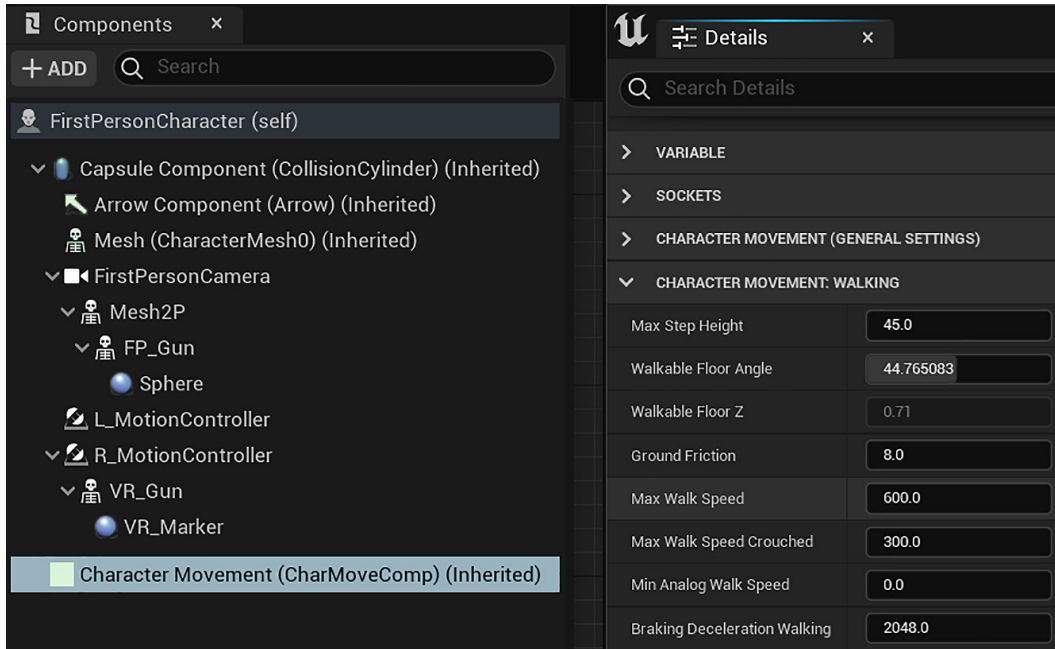 Components
ADD
Search
FirstPersonCharacter (self)
Capsule Component (CollisionCylinder) (Inherited)
Arrow Component (Arrow) (Inherited)
Mesh (CharacterMesh0) (Inherited)
FirstPersonCamera
Mesh2P
FP_Gun
Sphere
L_MotionController
R_MotionController
VR_Gun
VR_Marker
Character Movement (CharMoveComp) (Inherited)
Details
Search Details
VARIABLE
SOCKETS
CHARACTER MOVEMENT (GENERAL SETTINGS)
CHARACTER MOVEMENT: WALKING
Max Step Height 45.0
Walkable Floor Angle 44.765083
Walkable Floor Z 0.71
Ground Friction 8.0
Max Walk Speed 600.0
Max Walk Speed Crouched 300.0
Min Analog Walk Speed 0.0
Braking Deceleration Walking 2048.0